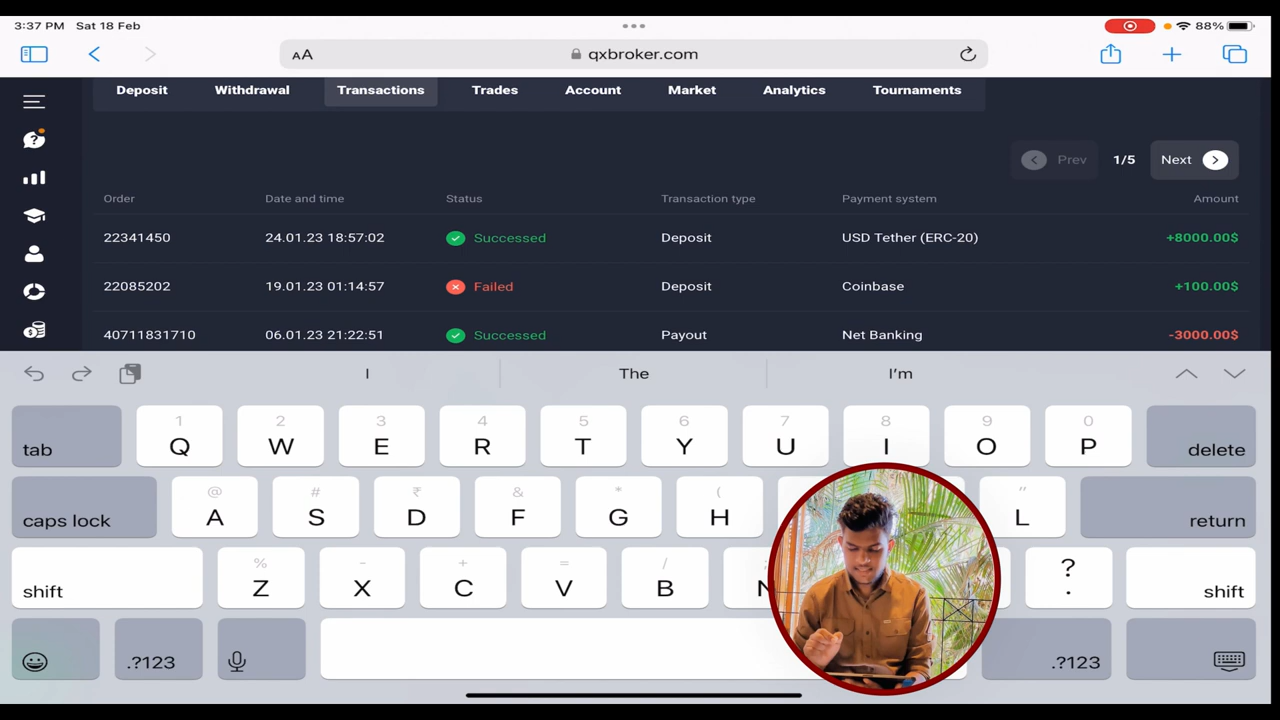 3:37 PM Sat 18 Feb
88%
AA
qxbroker.com
Deposit Withdrawal Transactions Trades Account Market Analytics Tournaments
Prev 1/5 Next
Order Date and time Status Transaction type Payment system Amount
22341450 24.01.23 18:57:02 Successed Deposit USD Tether (ERC-20) +8000.00$
22085202 19.01.23 01:14:57 Failed Deposit Coinbase +100.00$
40711831710 06.01.23 21:22:51 Successed Payout Net Banking -3000.00$
I The I'm
1 2 3 4 5 6 7 8 9 0
tab Q W E R T Y U I O P delete
@ # ₹ & * ( "
caps lock A S D F G H L return
% - + = / ?
shift Z X C V B N . shift
.?123 .?123